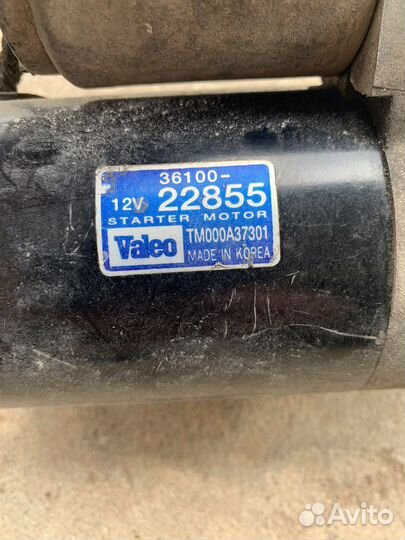 36100-
12V 22855
STARTER MOTOR
Valeo TM000A37301
MADE IN KOREA
Avito